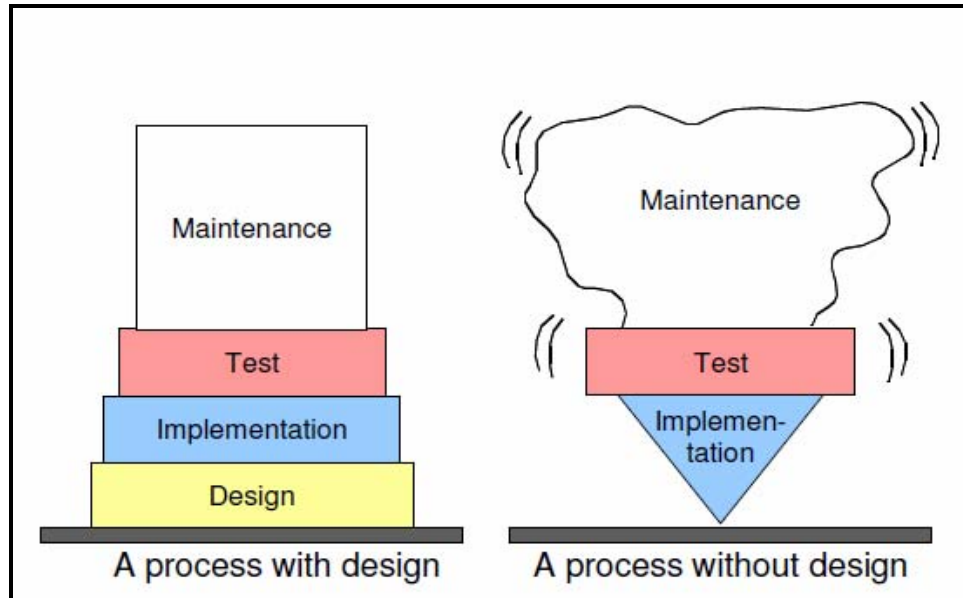 Maintenance
Test
Implementation
Design
A process with design
Maintenance
Test
Implemen-
tation
A process without design